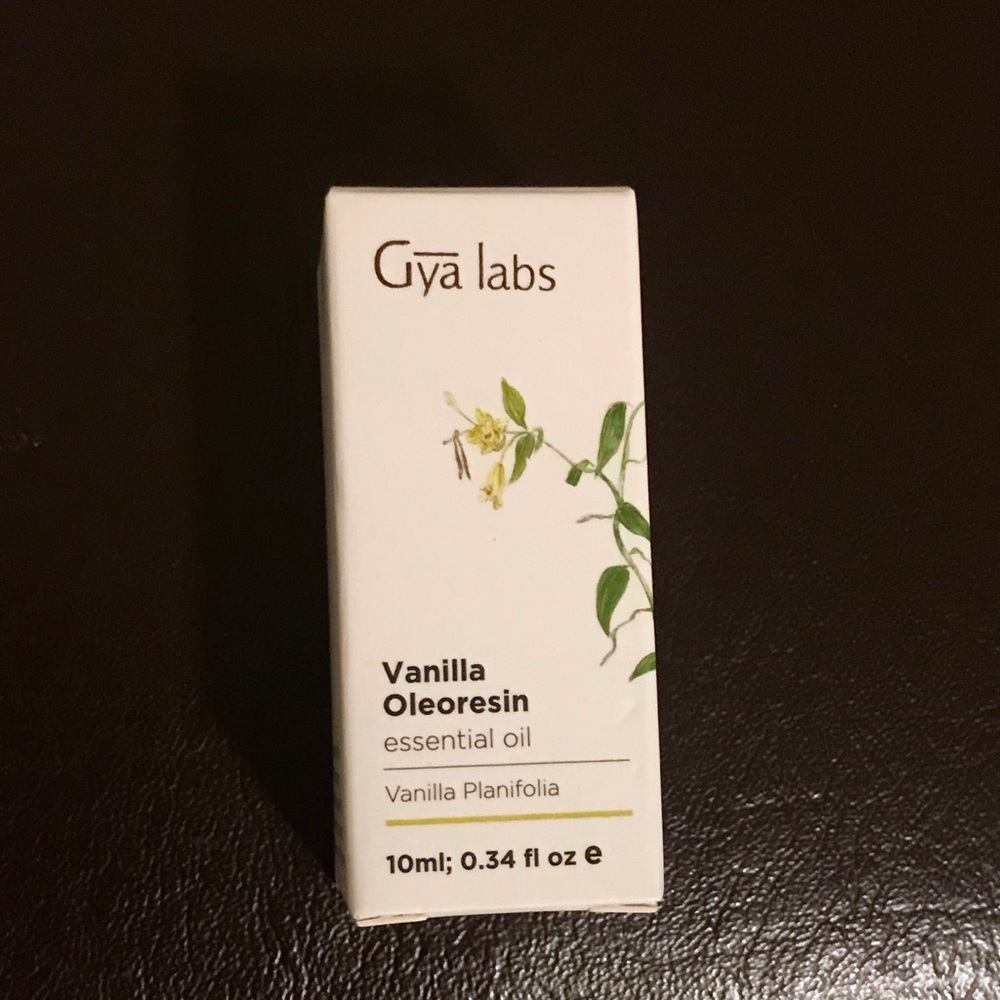 Gya labs
Vanilla
Oleoresin
essential oil
Vanilla Planifolia
10ml; 0.34 fl oz e